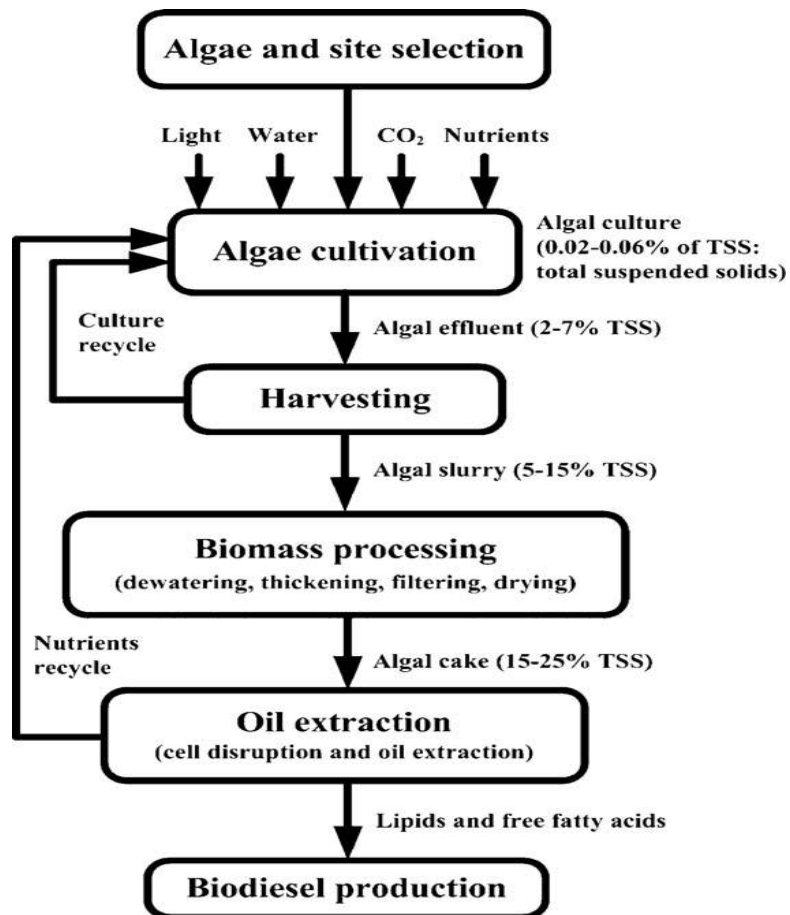 Algae and site selection
Light Water CO₂ Nutrients
Algae cultivation
Algal culture
(0.02-0.06% of TSS:
total suspended solids)
Culture
recycle
Algal effluent (2-7% TSS)
Harvesting
Algal slurry (5-15% TSS)
Biomass processing
(dewatering, thickening, filtering, drying)
Nutrients
recycle
Algal cake (15-25% TSS)
Oil extraction
(cell disruption and oil extraction)
Lipids and free fatty acids
Biodiesel production